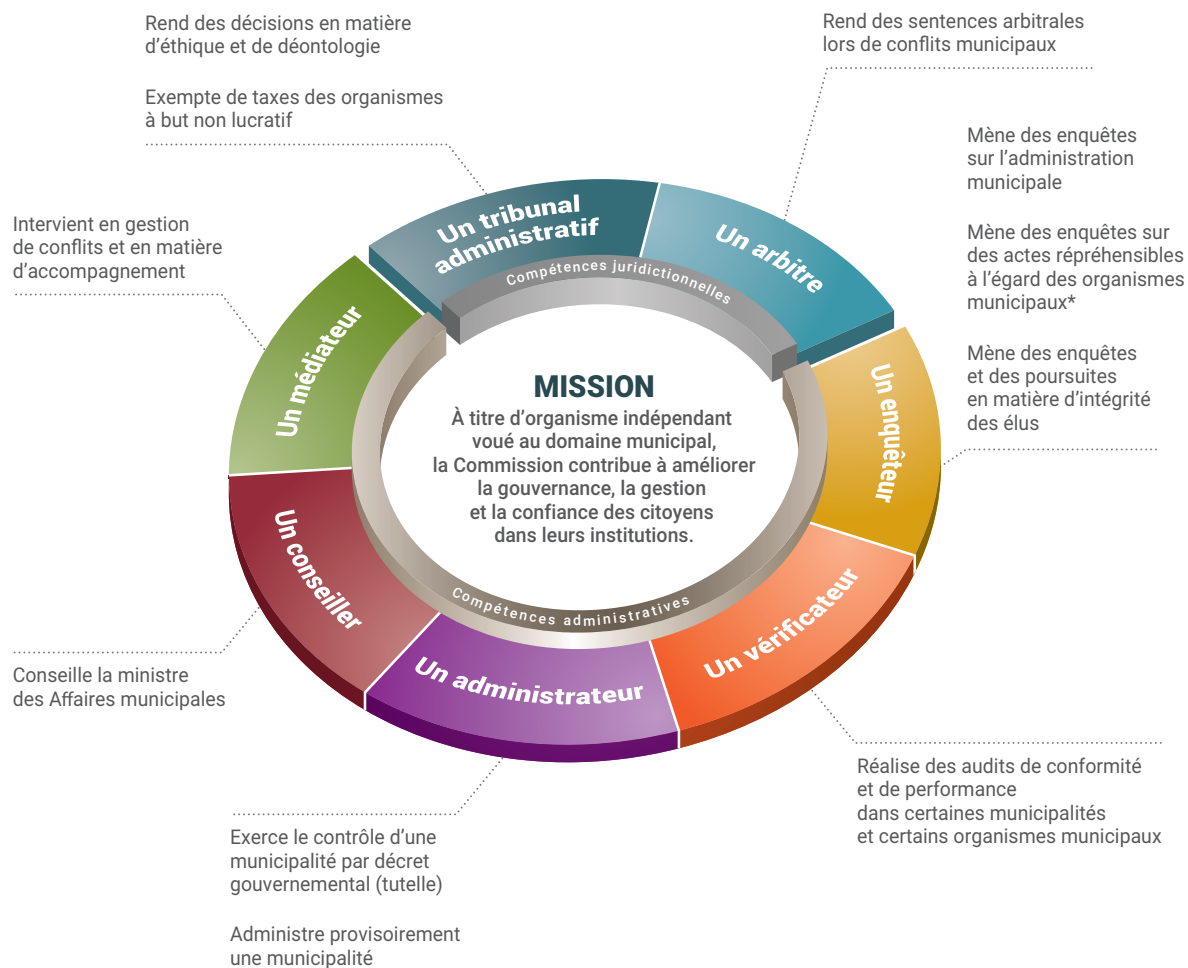 Rend des décisions en matière
d’éthique et de déontologie
Exempte de taxes des organismes
à but non lucratif
Rend des sentences arbitrales
lors de conflits municipaux
Mène des enquêtes
sur l’administration
municipale
Mène des enquêtes sur
des actes répréhensibles
à l’égard des organismes
municipaux*
Mène des enquêtes
et des poursuites
en matière d’intégrité
des élus
Intervient en gestion
de conflits et en matière
d’accompagnement
Un tribunal
administratif
Un arbitre
Compétences juridictionnelles
Un médiateur
Un enquêteur
MISSION
À titre d’organisme indépendant
voué au domaine municipal,
la Commission contribue à améliorer
la gouvernance, la gestion
et la confiance des citoyens
dans leurs institutions.
Un conseiller
Compétences administratives
Un vérificateur
Un administrateur
Conseille la ministre
des Affaires municipales
Réalise des audits de conformité
et de performance
dans certaines municipalités
et certains organismes municipaux
Exerce le contrôle d’une
municipalité par décret
gouvernemental (tutelle)
Administre provisoirement
une municipalité